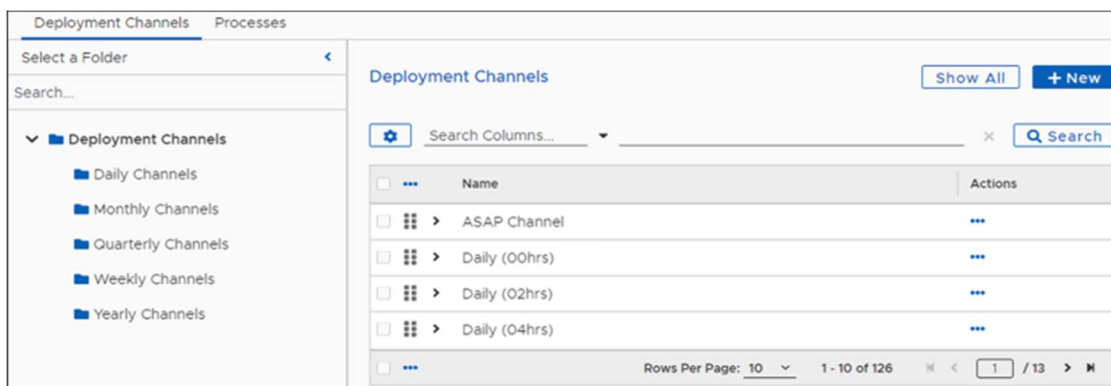 Deployment Channels Processes
Select a Folder
Search...
Deployment Channels
Daily Channels
Monthly Channels
Quarterly Channels
Weekly Channels
Yearly Channels
Deployment Channels
Show All + New
Search Columns... Search
Name Actions
ASAP Channel
Daily (00hrs)
Daily (02hrs)
Daily (04hrs)
Rows Per Page: 10 1 - 10 of 126 1 / 13